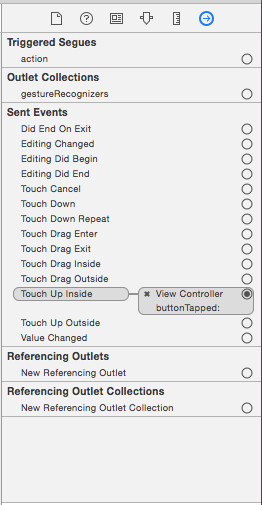 Triggered Segues
action
Outlet Collections
gestureRecognizers
Sent Events
Did End On Exit
Editing Changed
Editing Did Begin
Editing Did End
Touch Cancel
Touch Down
Touch Down Repeat
Touch Drag Enter
Touch Drag Exit
Touch Drag Inside
Touch Drag Outside
Touch Up Inside View Controller
buttonTapped:
Touch Up Outside
Value Changed
Referencing Outlets
New Referencing Outlet
Referencing Outlet Collections
New Referencing Outlet Collection